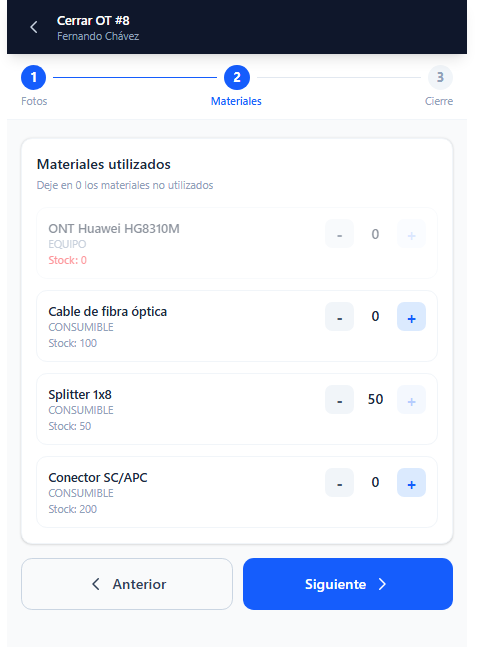 Cerrar OT #8
Fernando Chávez
1 2 3
Fotos Materiales Cierre
Materiales utilizados
Deje en 0 los materiales no utilizados
ONT Huawei HG8310M
EQUIPO
Stock: 0
- 0 +
Cable de fibra óptica
CONSUMIBLE
Stock: 100
- 0 +
Splitter 1x8
CONSUMIBLE
Stock: 50
- 50 +
Conector SC/APC
CONSUMIBLE
Stock: 200
- 0 +
Anterior Siguiente